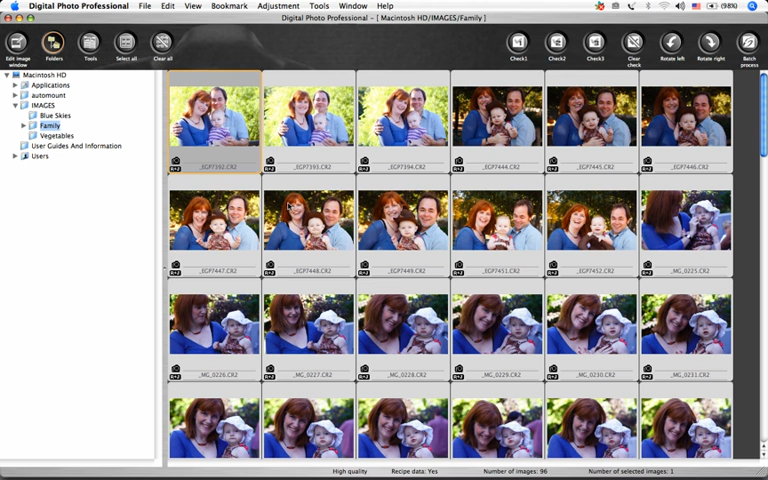 Digital Photo Professional File Edit View Bookmark Adjustment Tools Window Help (98%)
Digital Photo Professional – [ Macintosh HD/IMAGES/Family ]
Edit image window Folders Tools Select all Clear all Check1 Check2 Check3 Clear check Rotate left Rotate right Batch process
Macintosh HD
Applications
automount
IMAGES
Blue Skies
Family
Vegetables
User Guides And Information
Users
_EGP7392.CR2 _EGP7393.CR2 _EGP7394.CR2 _EGP7444.CR2 _EGP7445.CR2 _EGP7446.CR2
R+J R+J R+J R+J R+J R+J
_EGP7447.CR2 _EGP7448.CR2 _EGP7449.CR2 _EGP7451.CR2 _EGP7452.CR2 _MG_0225.CR2
R+J R+J R+J R+J R+J R+J
_MG_0226.CR2 _MG_0227.CR2 _MG_0228.CR2 _MG_0229.CR2 _MG_0230.CR2 _MG_0231.CR2
R+J R+J R+J R+J R+J R+J
High quality Recipe data: Yes Number of images: 96 Number of selected images: 1